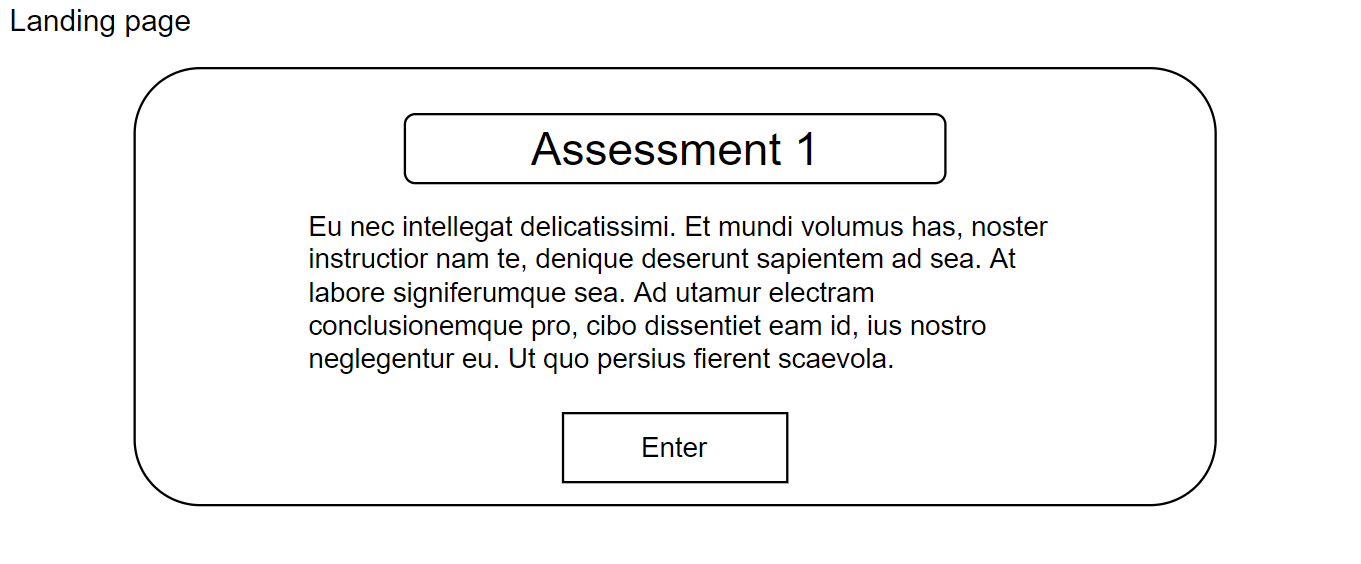 Landing page
Assessment 1
Eu nec intellegat delicatissimi. Et mundi volumus has, noster
instructior nam te, denique deserunt sapientem ad sea. At
labore signiferumque sea. Ad utamur electram
conclusionemque pro, cibo dissentiet eam id, ius nostro
neglegentur eu. Ut quo persius fierent scaevola.
Enter